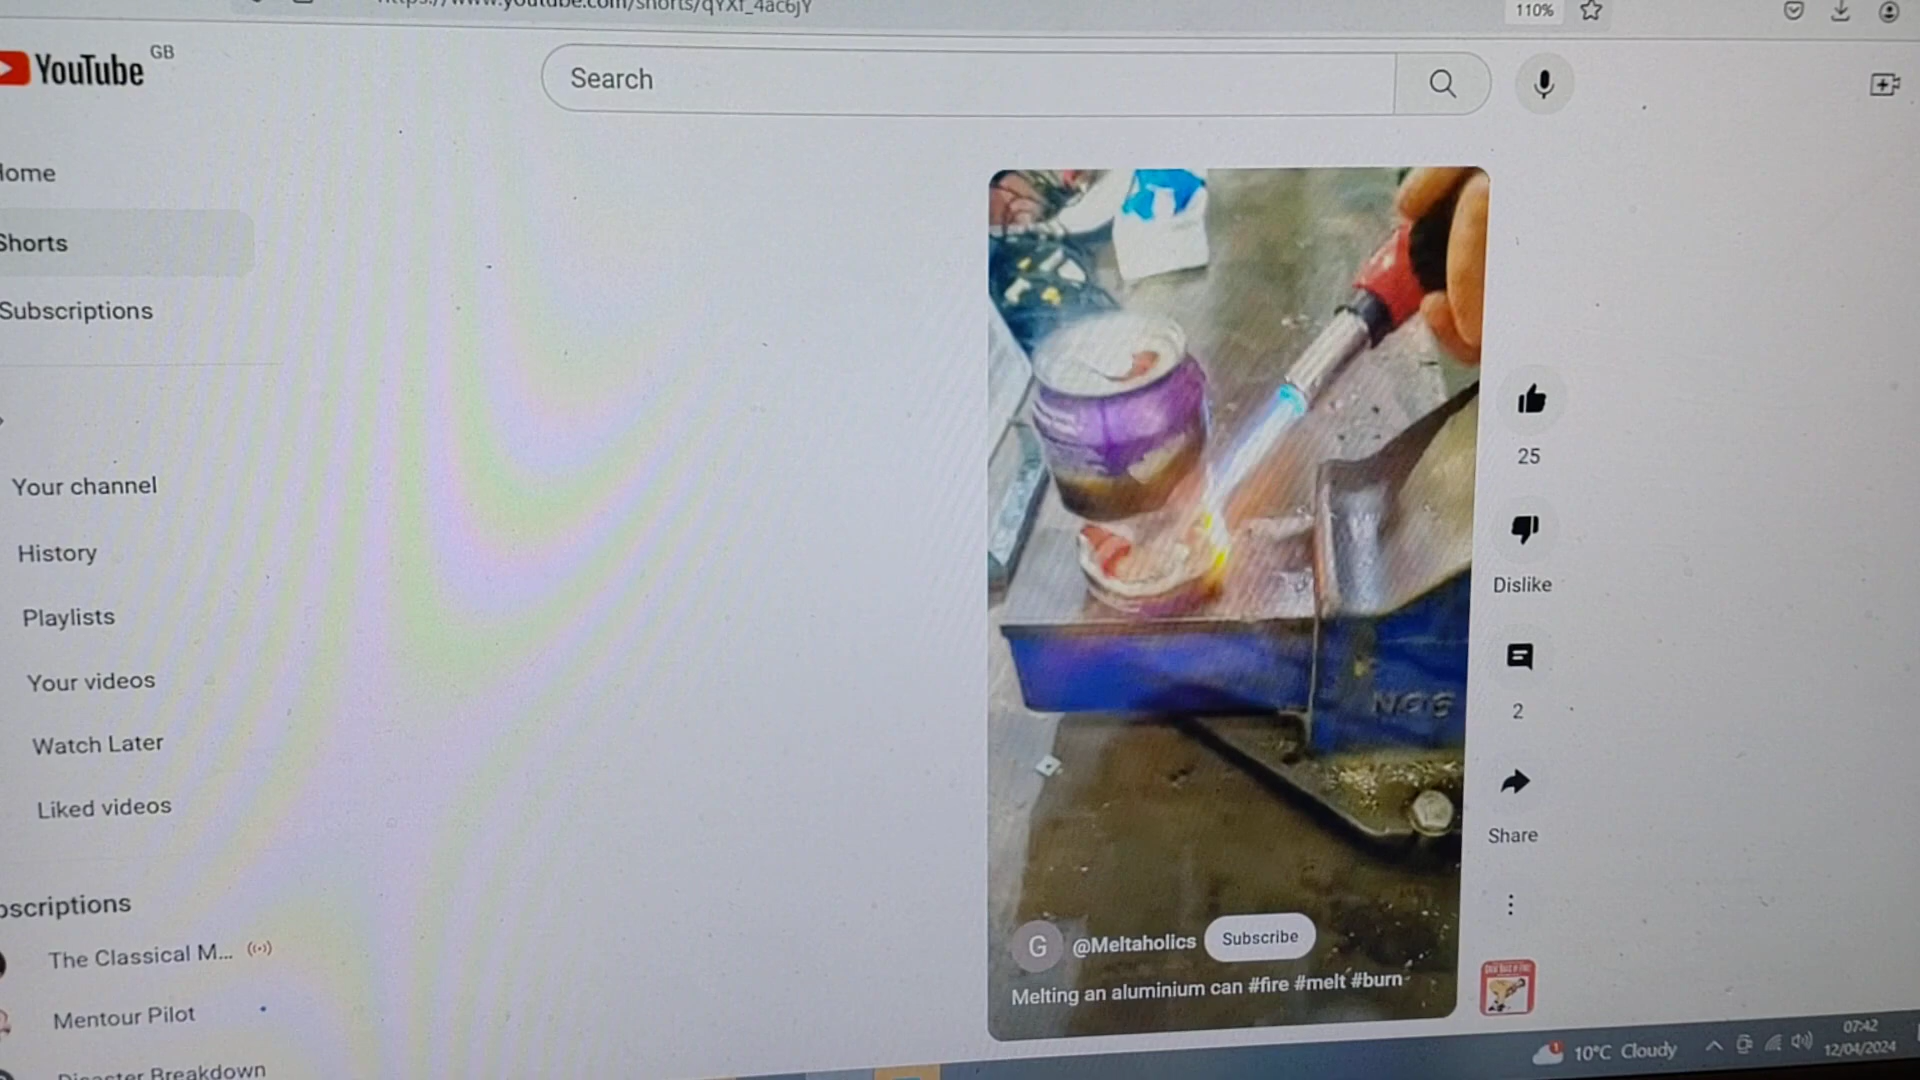 https://www.youtube.com/shorts/qYXf_4ac6jY
110%
YouTube GB
Search
Home
Shorts
Subscriptions
Your channel
History
Playlists
Your videos
Watch Later
Liked videos
The Classical M...
Mentour Pilot
Disaster Breakdown
25
Dislike
2
Share
G @Meltaholics Subscribe
Melting an aluminium can #fire #melt #burn
10°C Cloudy
07:42
12/04/2024